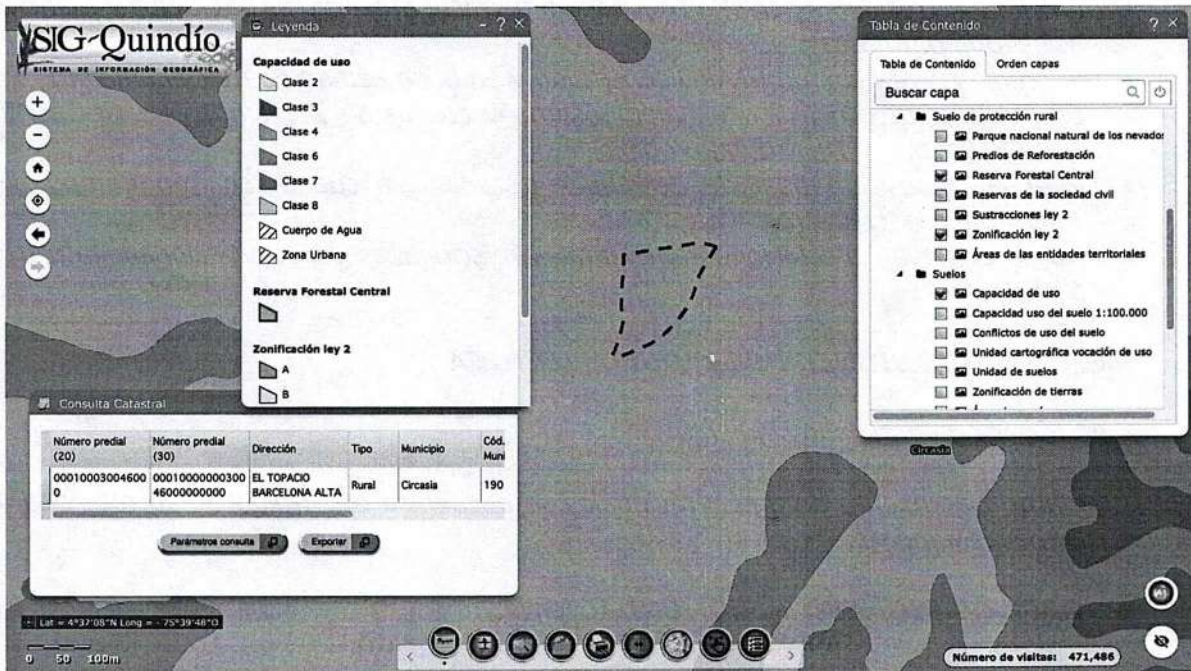 SIG-Quindío
SISTEMA DE INFORMACIÓN GEOGRÁFICA
Leyenda
Capacidad de uso
Clase 2
Clase 3
Clase 4
Clase 6
Clase 7
Clase 8
Cuerpo de Agua
Zona Urbana
Reserva Forestal Central
Zonificación ley 2
A
B
Tabla de Contenido
Tabla de Contenido
Orden capas
Buscar capa
Suelo de protección rural
Parque nacional natural de los nevados
Predios de Reforestación
Reserva Forestal Central
Reservas de la sociedad civil
Sustracciones ley 2
Zonificación ley 2
Áreas de las entidades territoriales
Suelos
Capacidad de uso
Capacidad uso del suelo 1:100.000
Conflictos de uso del suelo
Unidad cartográfica vocación de uso
Unidad de suelos
Zonificación de tierras
Circasia
Consulta Catastral
Número predial (20) Número predial (30) Dirección Tipo Municipio Cód. Muni
00010003004600 00010000000300 EL TOPACIO Rural Circasia 190
0 46000000000 BARCELONA ALTA
Parámetros consulta
Exportar
Lat = 4°37'08"N Long = - 75°39'48"O
0 50 100m
Número de visitas: 471,486